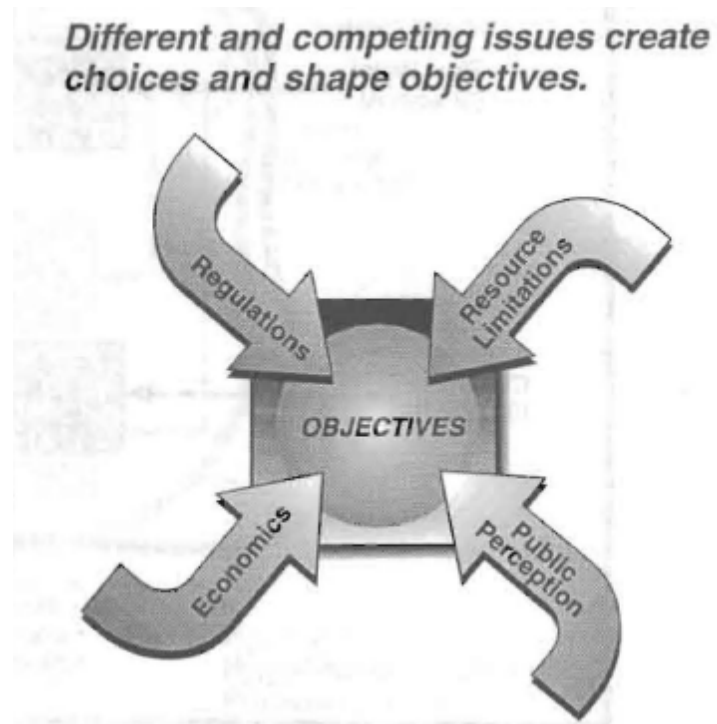 Different and competing issues create
choices and shape objectives.
Regulations
Resource
Limitations
OBJECTIVES
Economics
Public
Perception